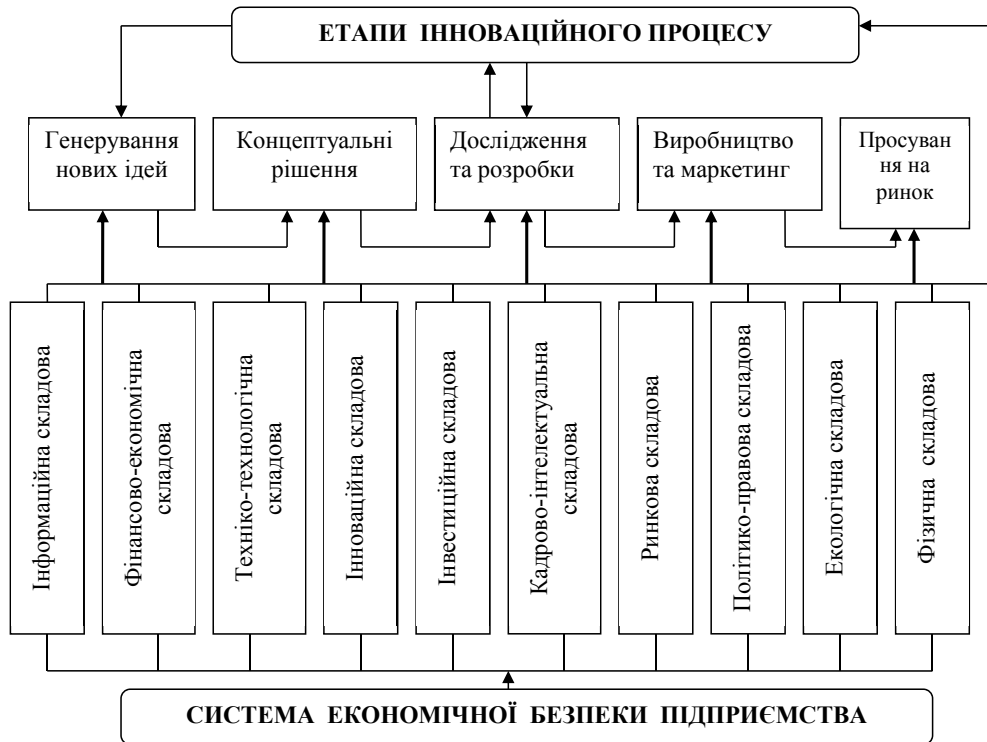 ЕТАПИ ІННОВАЦІЙНОГО ПРОЦЕСУ
Генерування
нових ідей
Концептуальні
рішення
Дослідження
та розробки
Виробництво
та маркетинг
Просуван
ня на
ринок
Інформаційна складова
Фінансово-економічна
складова
Техніко-технологічна
складова
Інноваційна складова
Інвестиційна складова
Кадрово-інтелектуальна
складова
Ринкова складова
Політико-правова складова
Екологічна складова
Фізична складова
СИСТЕМА ЕКОНОМІЧНОЇ БЕЗПЕКИ ПІДПРИЄМСТВА